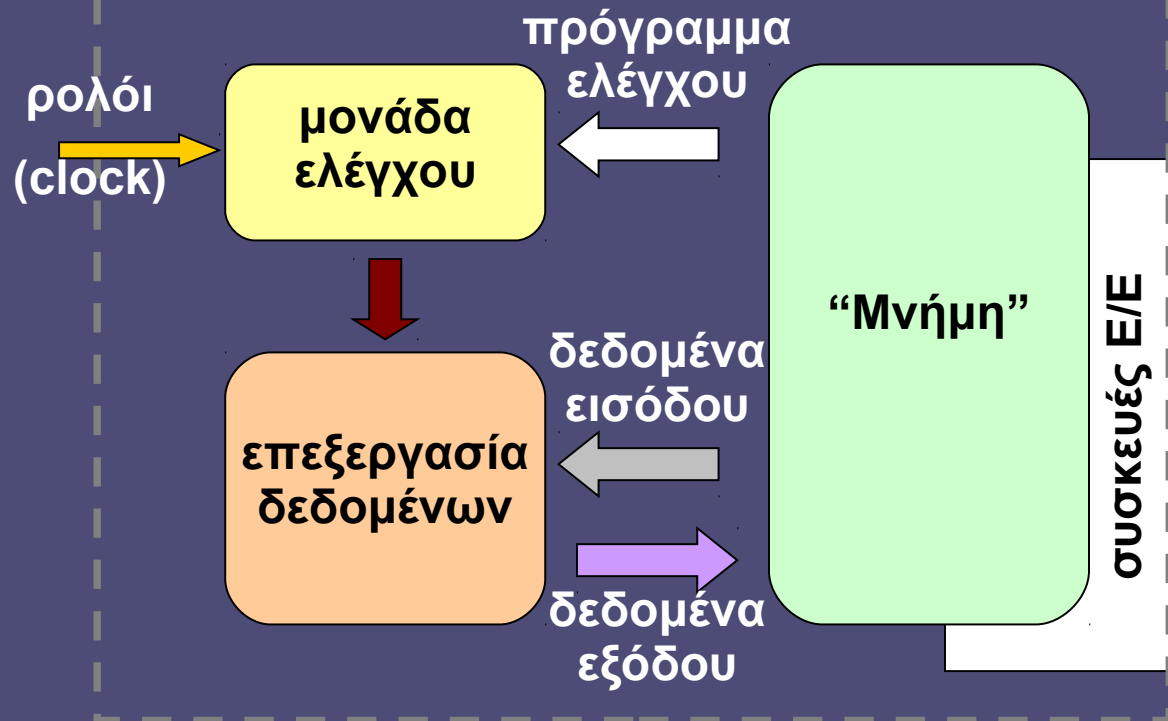 πρόγραμμα
ελέγχου
ρολόι
(clock)
μονάδα
ελέγχου
“Μνήμη”
συσκευές Ε/Ε
δεδομένα
εισόδου
επεξεργασία
δεδομένων
δεδομένα
εξόδου